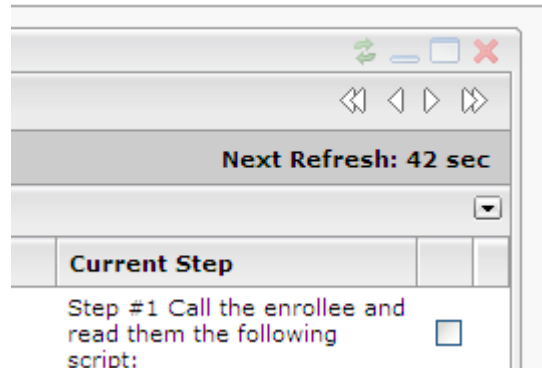 Next Refresh: 42 sec
Current Step
Step #1 Call the enrollee and
read them the following
script: